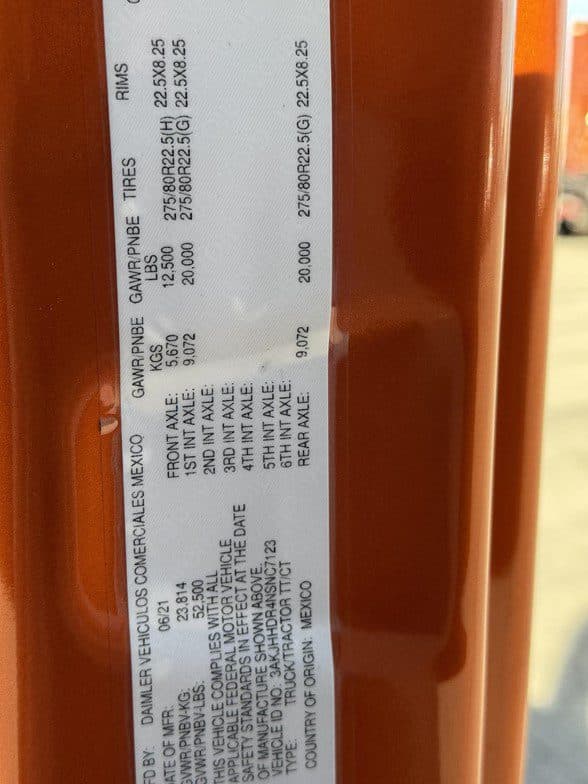 FD BY: DAIMLER VEHICULOS COMERCIALES MEXICO
ATE OF MFR: 06/21
GVWR/PNBV-KG: 23,814
GVWR/PNBV-LBS: 52,500
THIS VEHICLE COMPLIES WITH ALL
APPLICABLE FEDERAL MOTOR VEHICLE
SAFETY STANDARDS IN EFFECT AT THE DATE
OF MANUFACTURE SHOWN ABOVE.
VEHICLE ID NO: 3AKJHHDR4NSNC7123
TYPE: TRUCK/TRACTOR TT/CT
COUNTRY OF ORIGIN: MEXICO
GAWR/PNBE GAWR/PNBE TIRES RIMS
KGS LBS
FRONT AXLE: 5,670 12,500 275/80R22.5(H) 22.5X8.25
1ST INT AXLE: 9,072 20,000 275/80R22.5(G) 22.5X8.25
2ND INT AXLE:
3RD INT AXLE:
4TH INT AXLE:
5TH INT AXLE:
6TH INT AXLE:
REAR AXLE: 9,072 20,000 275/80R22.5(G) 22.5X8.25